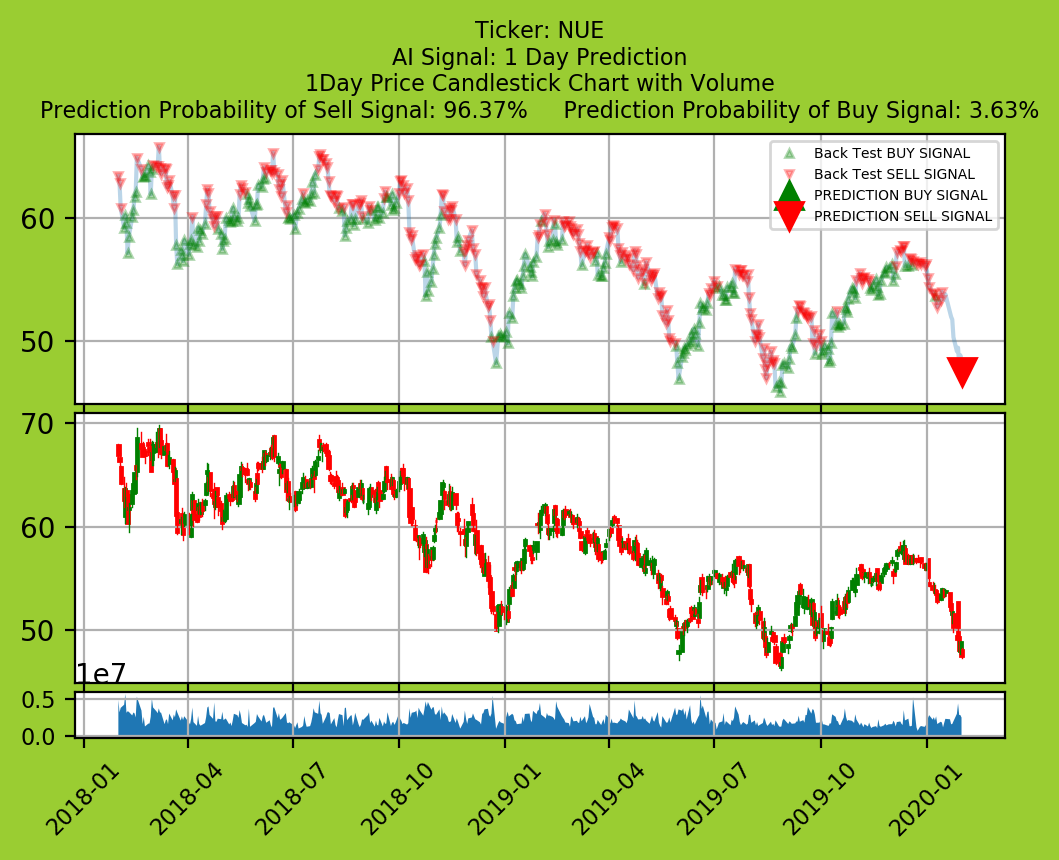 Ticker: NUE
AI Signal: 1 Day Prediction
1Day Price Candlestick Chart with Volume
Prediction Probability of Sell Signal: 96.37% Prediction Probability of Buy Signal: 3.63%
Back Test BUY SIGNAL
Back Test SELL SIGNAL
PREDICTION BUY SIGNAL
PREDICTION SELL SIGNAL
60
50
70
60
50
1e7
0.5
0.0
2018-01
2018-04
2018-07
2018-10
2019-01
2019-04
2019-07
2019-10
2020-01